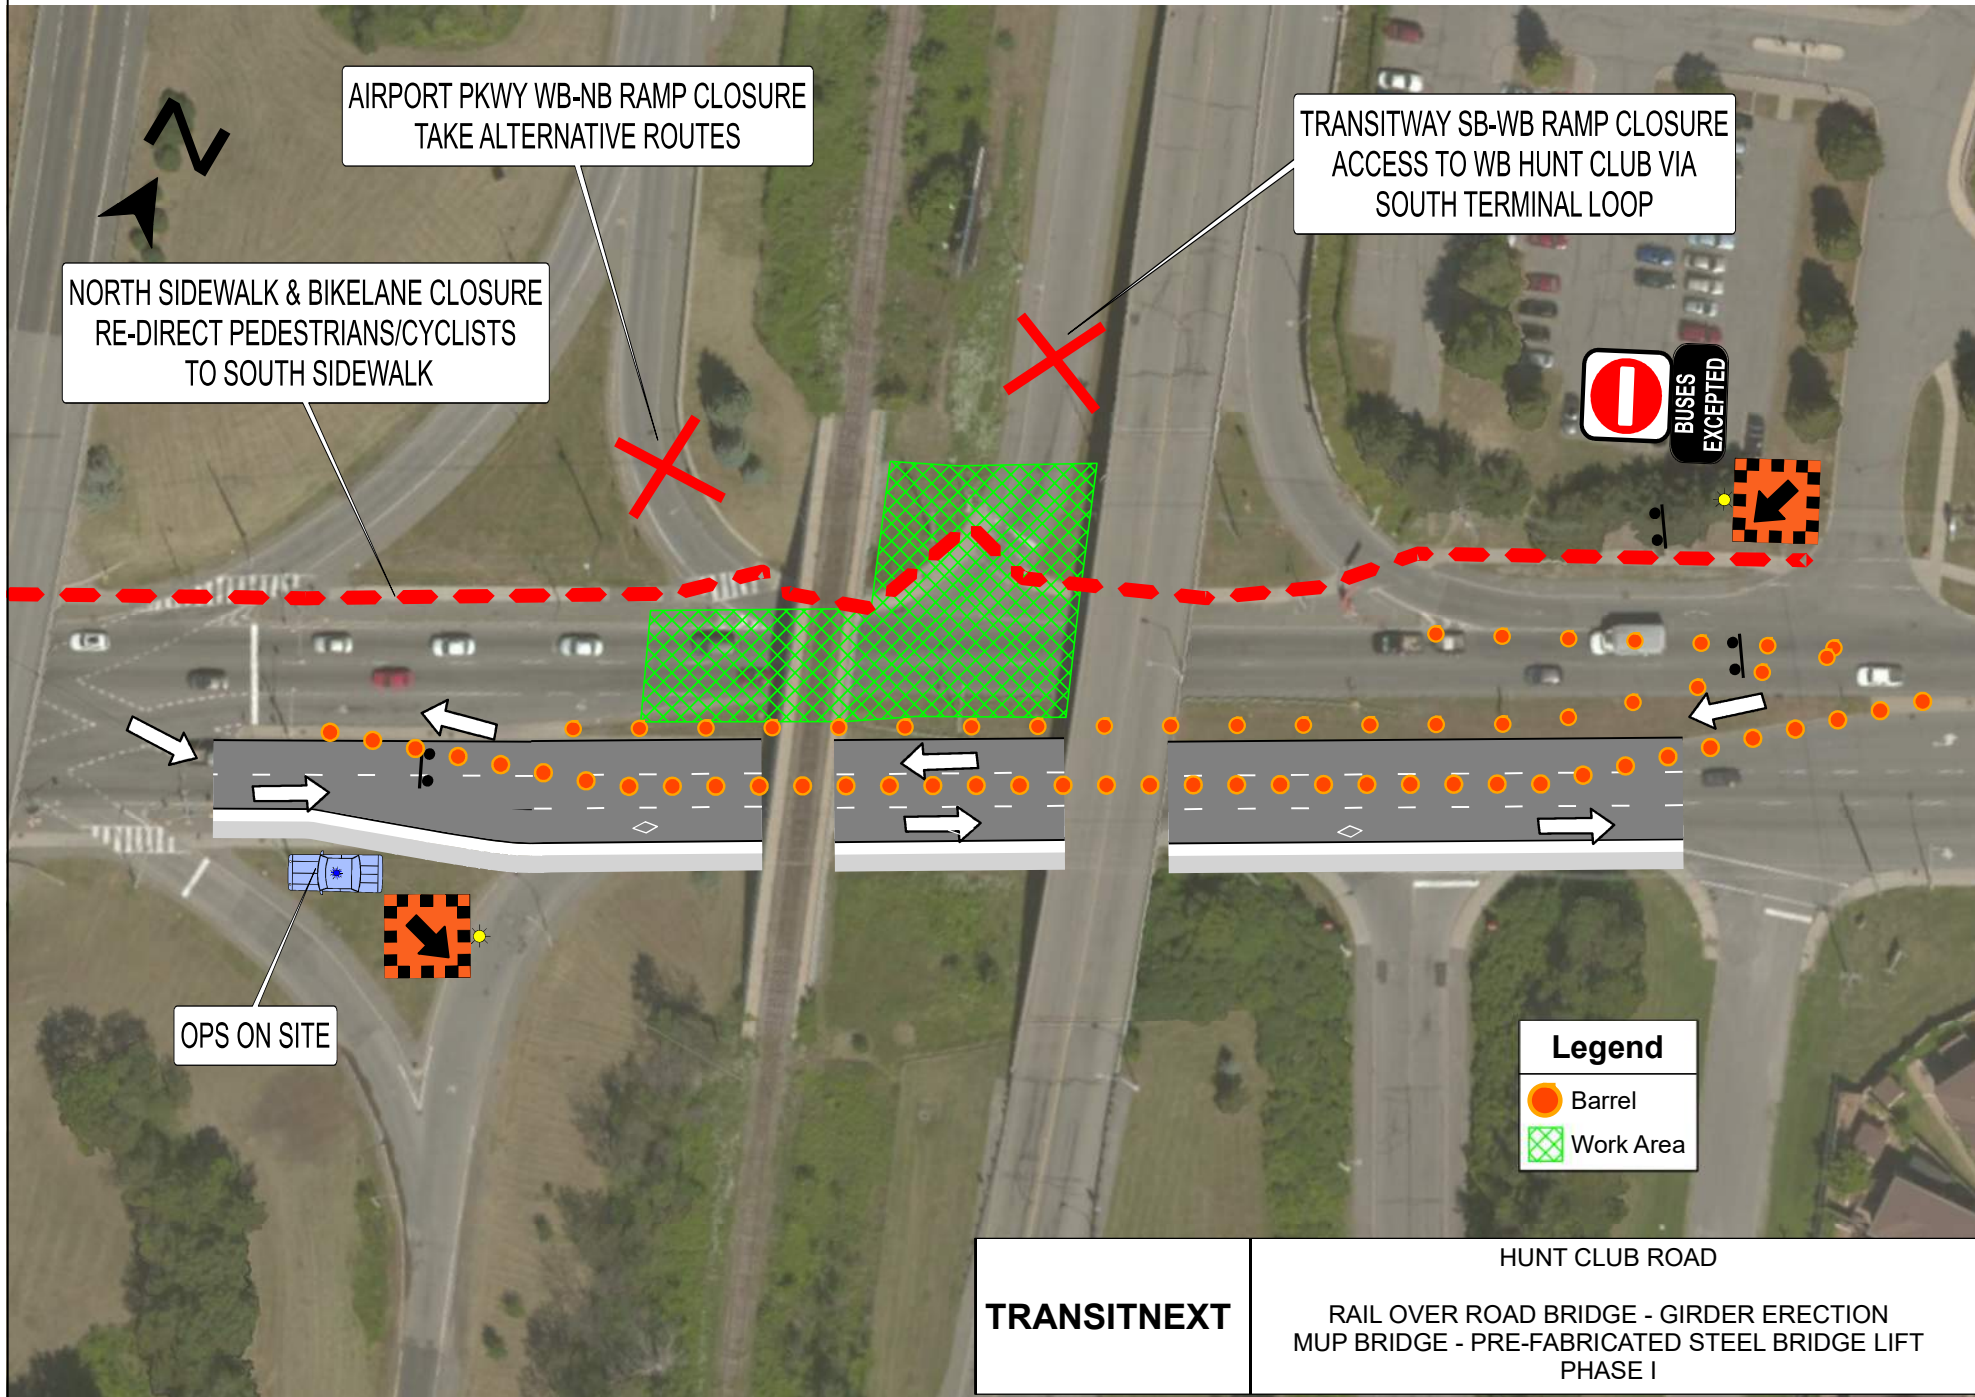 AIRPORT PKWY WB-NB RAMP CLOSURE
TAKE ALTERNATIVE ROUTES
TRANSITWAY SB-WB RAMP CLOSURE
ACCESS TO WB HUNT CLUB VIA
SOUTH TERMINAL LOOP
N
NORTH SIDEWALK & BIKELANE CLOSURE
RE-DIRECT PEDESTRIANS/CYCLISTS
TO SOUTH SIDEWALK
BUSES
EXCEPTED
OPS ON SITE
Legend
Barrel
Work Area
TRANSITNEXT
HUNT CLUB ROAD
RAIL OVER ROAD BRIDGE - GIRDER ERECTION
MUP BRIDGE - PRE-FABRICATED STEEL BRIDGE LIFT
PHASE I